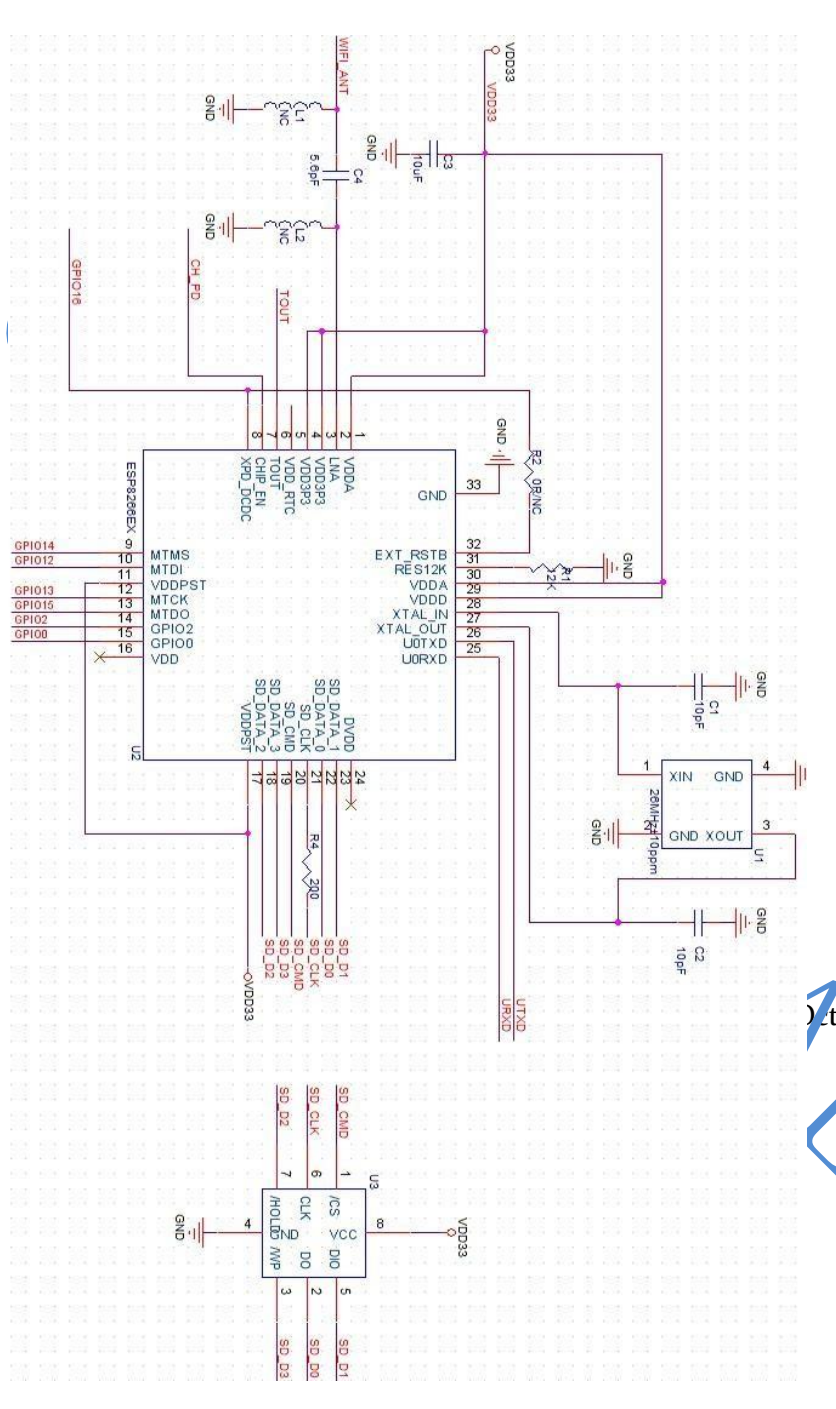 WIFI_ANT
VDD33
VDD33
GND
L1
NC
GND
C3
10uF
C4
5.6pF
GND
L2
NC
GPIO16
CH_PD
TOUT
8
7
6
5
4
3
2
1
XPD_DCDC
CHIP_EN
TOUT
VDD_RTC
VDD3P3
VDD3P3
LNA
VDDA
ESP8266EX
GND
R2
0R/NC
33
GND
32
EXT_RSTB
31
RES12K
R1
12K
GND
30
VDDA
29
VDDD
28
XTAL_IN
27
XTAL_OUT
26
U0TXD
25
U0RXD
GPIO14
9
MTMS
GPIO12
10
MTDI
11
VDDPST
GPIO13
12
MTCK
GPIO15
13
MTDO
GPIO2
14
GPIO2
GPIO0
15
GPIO0
16
VDD
VDDPST
SD_DATA_2
SD_DATA_3
SD_CMD
SD_CLK
SD_DATA_0
SD_DATA_1
DVDD
U2
17
18
19
20
21
22
23
24
R4
200
SD_D2
SD_D3
SD_CMD
SD_CLK
SD_D0
SD_D1
VDD33
C1
10pF
GND
1
XIN
GND
4
26MHz±10ppm
GND
2
GND
XOUT
3
U1
C2
10pF
GND
URXD
UTXD
Oct
SD_D2
SD_CLK
SD_CMD
7
6
1
U3
/HOLD
CLK
/CS
GND
4
GND
VCC
8
VDD33
/WP
DO
DIO
3
2
5
SD_D3
SD_D0
SD_D1